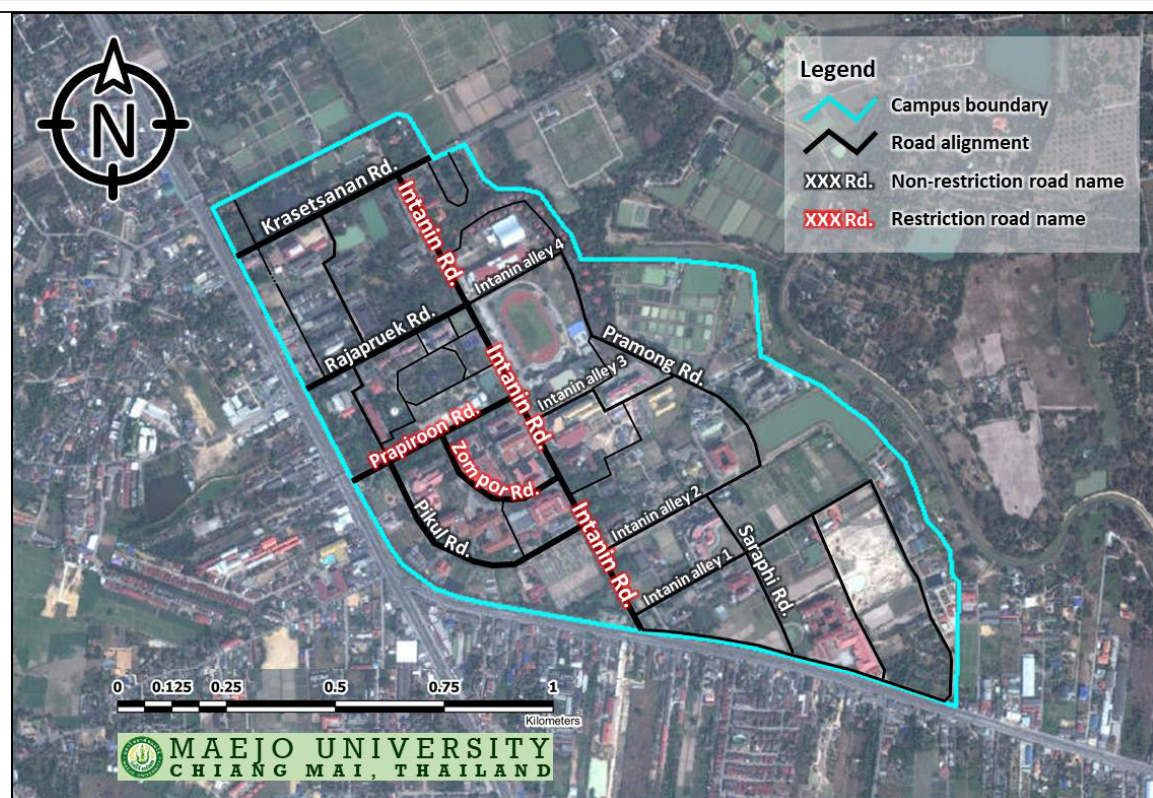 N
Legend
Campus boundary
Road alignment
XXX Rd. Non-restriction road name
XXX Rd. Restriction road name
Krasetsanan Rd.
Intanin Rd.
Intanin alley 4
Rajapruek Rd.
Intanin Rd.
Pramong Rd.
Intanin alley 3
Prapiroon Rd.
Zompor Rd.
Pikul Rd.
Intanin Rd.
Intanin alley 2
Intanin alley 1
Saraphi Rd.
0 0.125 0.25 0.5 0.75 1
Kilometers
MAEJO UNIVERSITY
CHIANG MAI, THAILAND